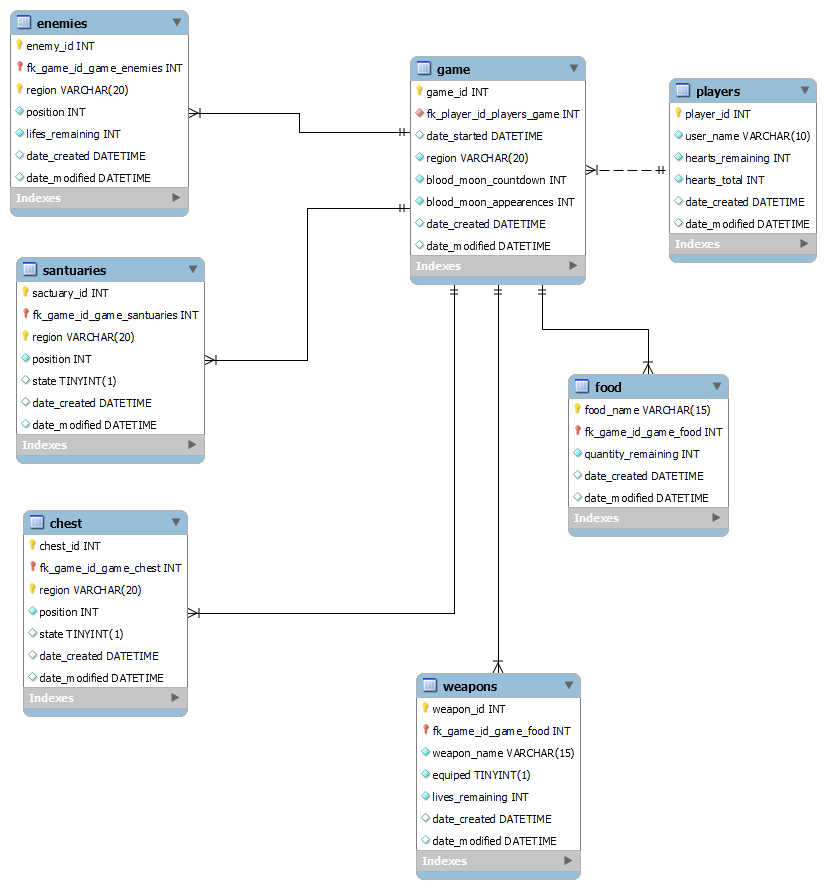 enemies
enemy_id INT
fk_game_id_game_enemies INT
region VARCHAR(20)
position INT
lifes_remaining INT
date_created DATETIME
date_modified DATETIME
Indexes
game
game_id INT
fk_player_id_players_game INT
date_started DATETIME
region VARCHAR(20)
blood_moon_countdown INT
blood_moon_appearences INT
date_created DATETIME
date_modified DATETIME
Indexes
players
player_id INT
user_name VARCHAR(10)
hearts_remaining INT
hearts_total INT
date_created DATETIME
date_modified DATETIME
Indexes
santuaries
sactuary_id INT
fk_game_id_game_santuaries INT
region VARCHAR(20)
position INT
state TINYINT(1)
date_created DATETIME
date_modified DATETIME
Indexes
food
food_name VARCHAR(15)
fk_game_id_game_food INT
quantity_remaining INT
date_created DATETIME
date_modified DATETIME
Indexes
chest
chest_id INT
fk_game_id_game_chest INT
region VARCHAR(20)
position INT
state TINYINT(1)
date_created DATETIME
date_modified DATETIME
Indexes
weapons
weapon_id INT
fk_game_id_game_food INT
weapon_name VARCHAR(15)
equiped TINYINT(1)
lives_remaining INT
date_created DATETIME
date_modified DATETIME
Indexes